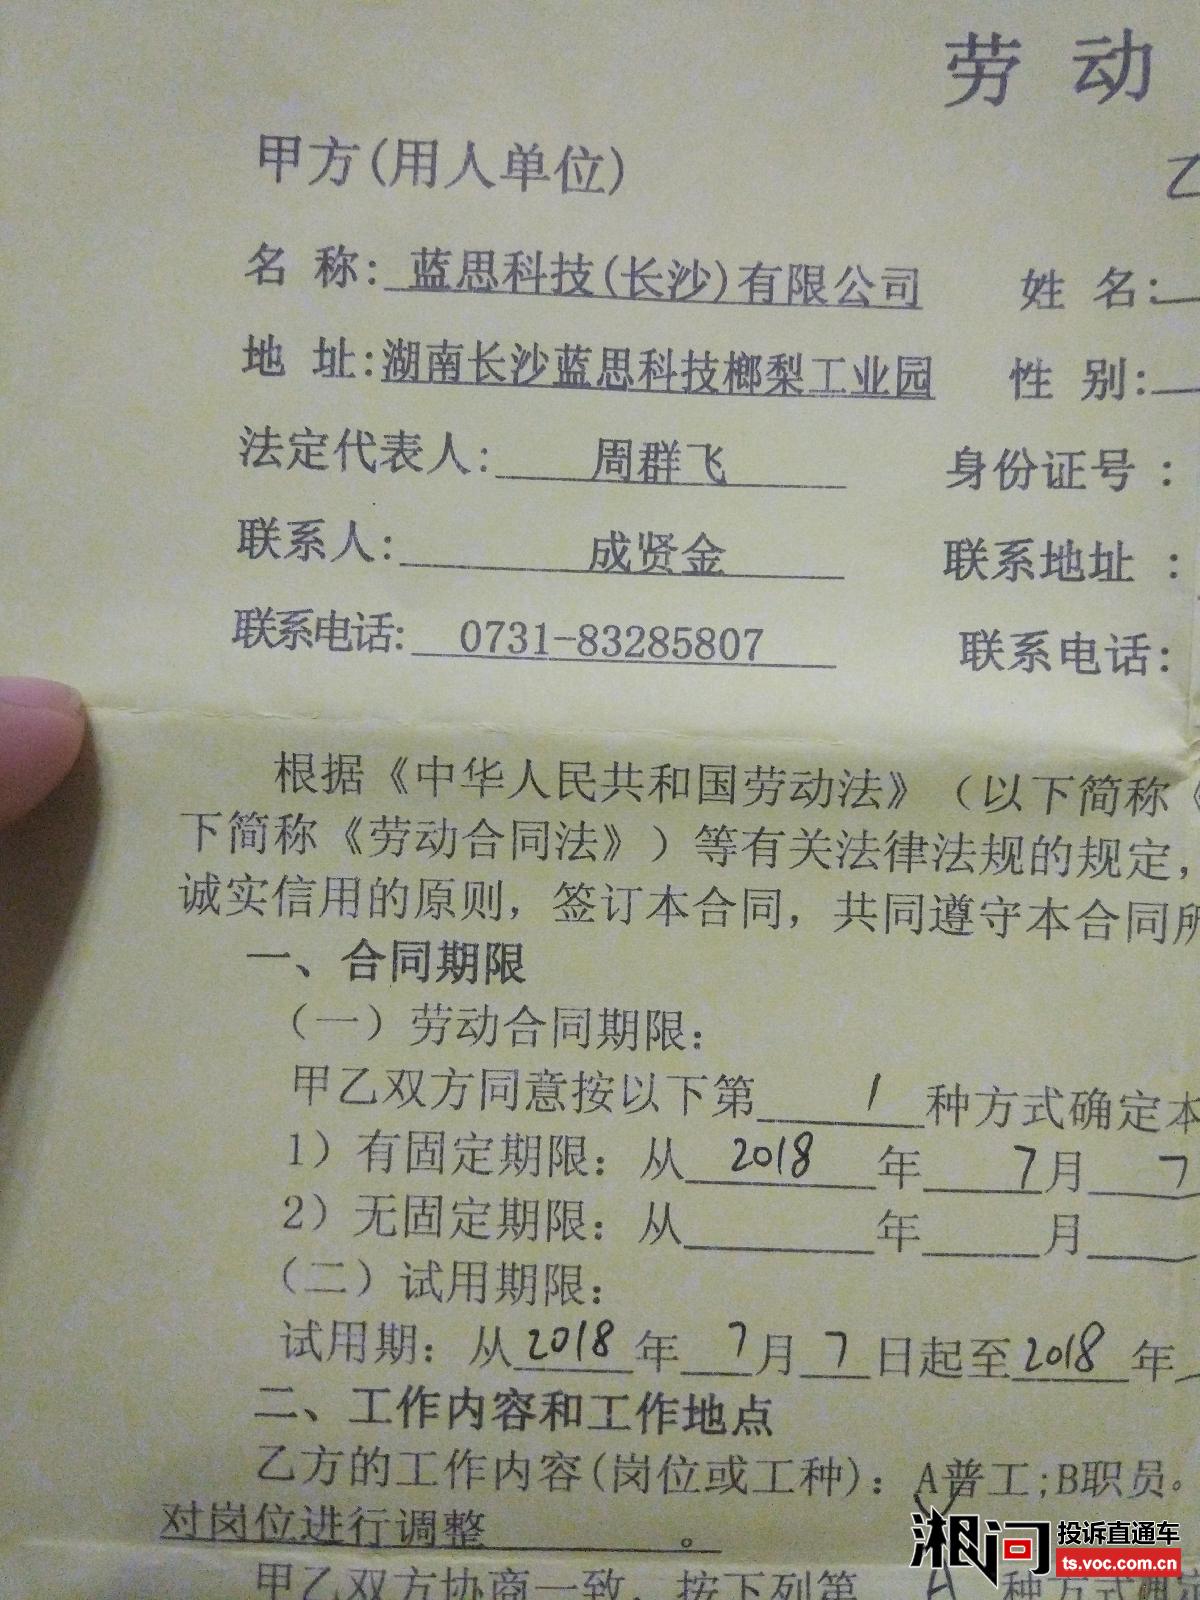 劳 动
甲方(用人单位) 乙
名 称: 蓝思科技(长沙)有限公司 姓 名:
地 址:湖南长沙蓝思科技榔梨工业园 性 别:
法定代表人: 周群飞 身份证号 :
联系人: 成贤金 联系地址 :
联系电话: 0731-83285807 联系电话:
根据《中华人民共和国劳动法》（以下简称《
下简称《劳动合同法》）等有关法律法规的规定，
诚实信用的原则，签订本合同，共同遵守本合同所
一、合同期限
（一）劳动合同期限：
甲乙双方同意按以下第 1 种方式确定本
1）有固定期限：从 2018 年 7 月 7
2）无固定期限：从 年 月
（二）试用期限：
试用期：从 2018 年 7 月 7 日起至 2018 年
二、工作内容和工作地点
乙方的工作内容(岗位或工种)：A普工;B职员。
对岗位进行调整 。
甲乙双方协商一致，按下列第 A 种方式确定
湘问 投诉直通车
ts.voc.com.cn